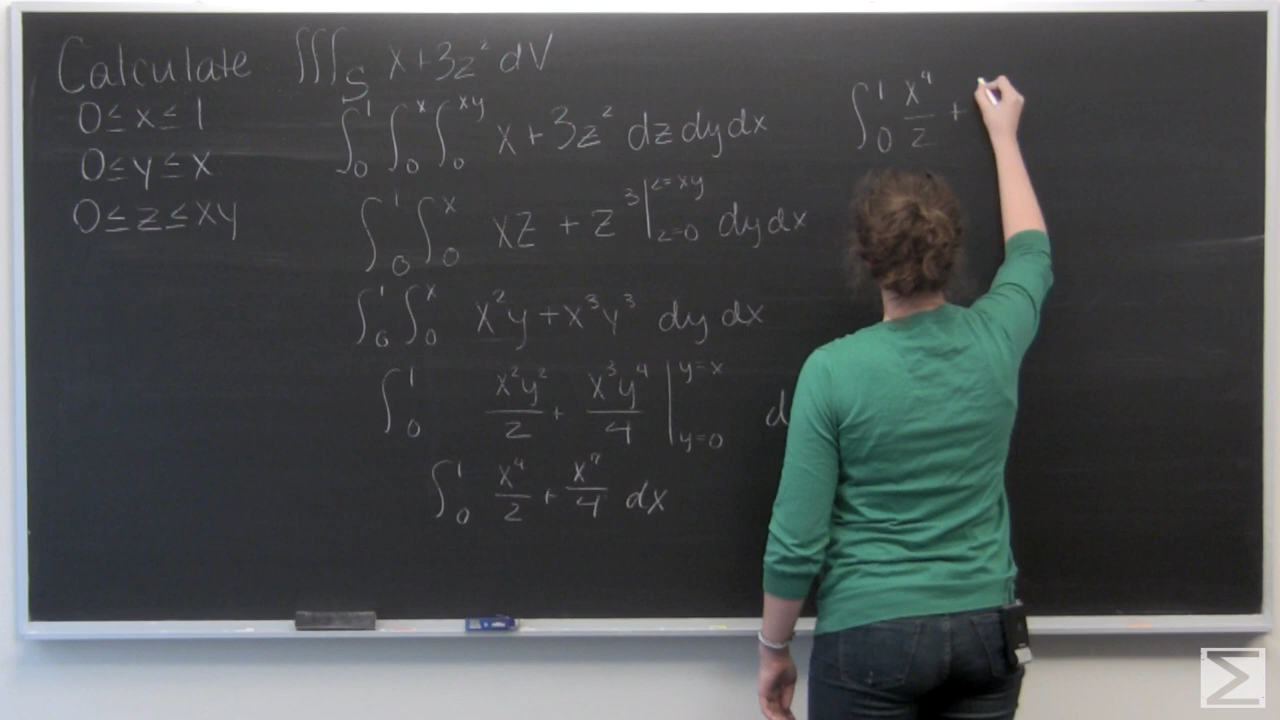 Calculate ∭_S x+3z² dV
0≤x≤1
0≤y≤x
0≤z≤xy
∫₀¹ ∫₀ˣ ∫₀ˣʸ x+3z² dz dy dx
∫₀¹ ∫₀ˣ xz + z³ |_{z=0}^{z=xy} dy dx
∫₀¹ ∫₀ˣ x²y+x³y³ dy dx
∫₀¹ x²y²/2 + x³y⁴/4 |_{y=0}^{y=x} d
∫₀¹ x⁴/2 + x⁷/4 dx
∫₀¹ x⁴/2 +
Σ